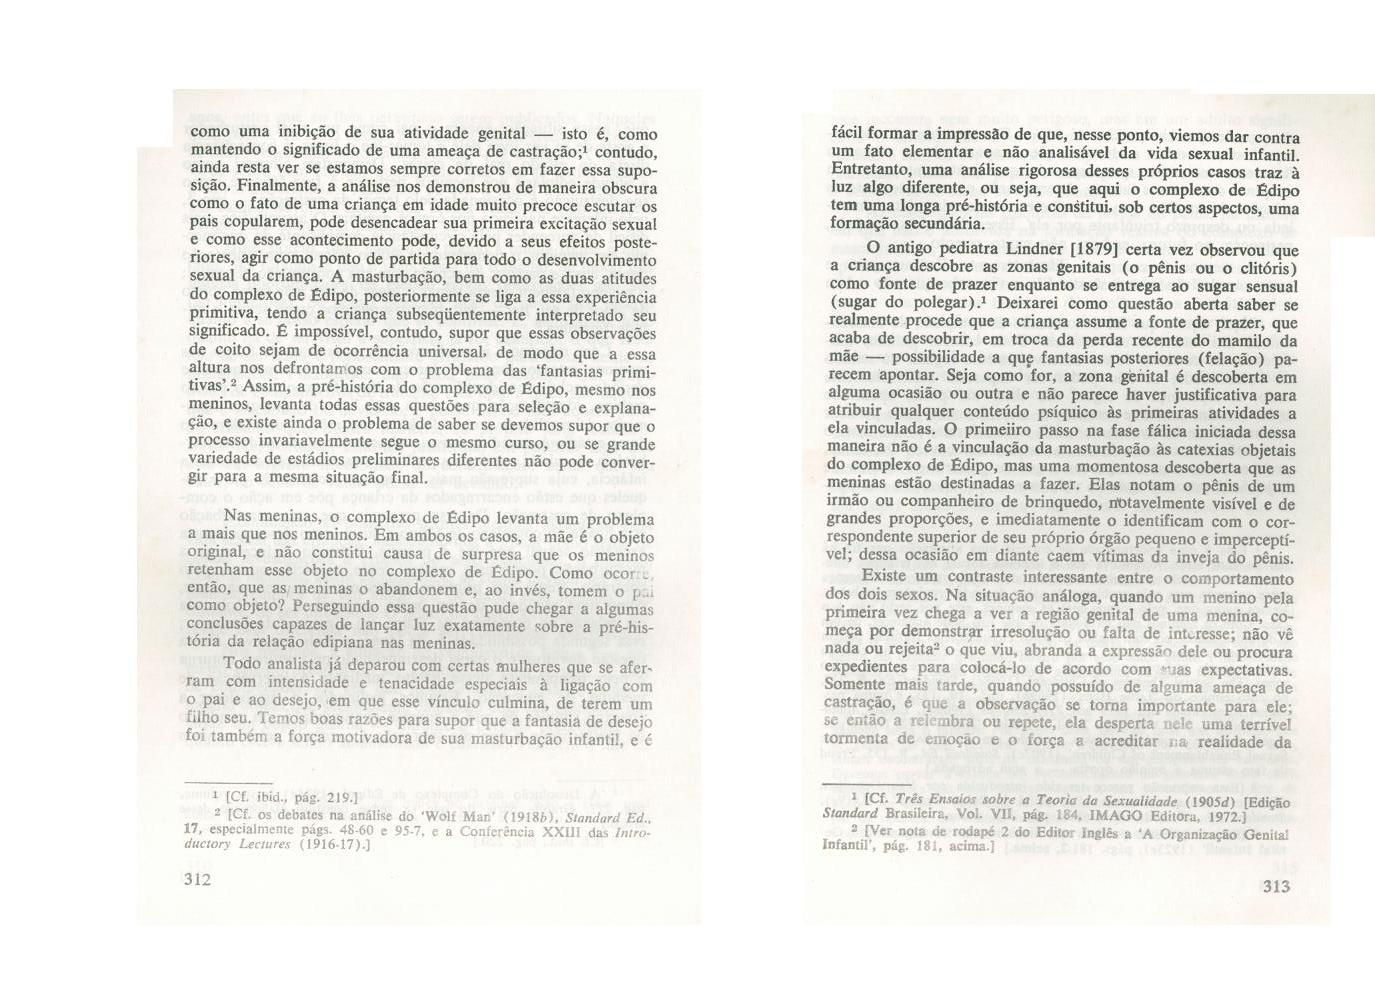 como uma inibição de sua atividade genital — isto é, como
mantendo o significado de uma ameaça de castração;¹ contudo,
ainda resta ver se estamos sempre corretos em fazer essa supo-
sição. Finalmente, a análise nos demonstrou de maneira obscura
como o fato de uma criança em idade muito precoce escutar os
pais copularem, pode desencadear sua primeira excitação sexual
e como esse acontecimento pode, devido a seus efeitos poste-
riores, agir como ponto de partida para todo o desenvolvimento
sexual da criança. A masturbação, bem como as duas atitudes
do complexo de Édipo, posteriormente se liga a essa experiência
primitiva, tendo a criança subseqüentemente interpretado seu
significado. É impossível, contudo, supor que essas observações
de coito sejam de ocorrência universal, de modo que a essa
altura nos defrontamos com o problema das ‘fantasias primi-
tivas’.² Assim, a pré-história do complexo de Édipo, mesmo nos
meninos, levanta todas essas questões para seleção e explana-
ção, e existe ainda o problema de saber se devemos supor que o
processo invariavelmente segue o mesmo curso, ou se grande
variedade de estádios preliminares diferentes não pode conver-
gir para a mesma situação final.
Nas meninas, o complexo de Édipo levanta um problema
a mais que nos meninos. Em ambos os casos, a mãe é o objeto
original, e não constitui causa de surpresa que os meninos
retenham esse objeto no complexo de Édipo. Como ocorre,
então, que as meninas o abandonem e, ao invés, tomem o pai
como objeto? Perseguindo essa questão pude chegar a algumas
conclusões capazes de lançar luz exatamente sobre a pré-his-
tória da relação edipiana nas meninas.
Todo analista já deparou com certas mulheres que se afer-
ram com intensidade e tenacidade especiais à ligação com
o pai e ao desejo, em que esse vínculo culmina, de terem um
filho seu. Temos boas razões para supor que a fantasia de desejo
foi também a força motivadora de sua masturbação infantil, e é
¹ [Cf. ibid., pág. 219.]
² [Cf. os debates na análise do ‘Wolf Man’ (1918b), Standard Ed.,
17, especialmente págs. 48-60 e 95-7, e a Conferência XXIII das Intro-
ductory Lectures (1916-17).]
312
fácil formar a impressão de que, nesse ponto, viemos dar contra
um fato elementar e não analisável da vida sexual infantil.
Entretanto, uma análise rigorosa desses próprios casos traz à
luz algo diferente, ou seja, que aqui o complexo de Édipo
tem uma longa pré-história e constitui, sob certos aspectos, uma
formação secundária.
O antigo pediatra Lindner [1879] certa vez observou que
a criança descobre as zonas genitais (o pênis ou o clitóris)
como fonte de prazer enquanto se entrega ao sugar sensual
(sugar do polegar).¹ Deixarei como questão aberta saber se
realmente procede que a criança assume a fonte de prazer, que
acaba de descobrir, em troca da perda recente do mamilo da
mãe — possibilidade a que fantasias posteriores (felação) pa-
recem apontar. Seja como for, a zona genital é descoberta em
alguma ocasião ou outra e não parece haver justificativa para
atribuir qualquer conteúdo psíquico às primeiras atividades a
ela vinculadas. O primeiiro passo na fase fálica iniciada dessa
maneira não é a vinculação da masturbação às catexias objetais
do complexo de Édipo, mas uma momentosa descoberta que as
meninas estão destinadas a fazer. Elas notam o pênis de um
irmão ou companheiro de brinquedo, notavelmente visível e de
grandes proporções, e imediatamente o identificam com o cor-
respondente superior de seu próprio órgão pequeno e imperceptí-
vel; dessa ocasião em diante caem vítimas da inveja do pênis.
Existe um contraste interessante entre o comportamento
dos dois sexos. Na situação análoga, quando um menino pela
primeira vez chega a ver a região genital de uma menina, co-
meça por demonstrar irresolução ou falta de interesse; não vê
nada ou rejeita² o que viu, abranda a expressão dele ou procura
expedientes para colocá-lo de acordo com suas expectativas.
Somente mais tarde, quando possuído de alguma ameaça de
castração, é que a observação se torna importante para ele;
se então a relembra ou repete, ela desperta nele uma terrível
tormenta de emoção e o força a acreditar na realidade da
¹ [Cf. Três Ensaios sobre a Teoria da Sexualidade (1905d) [Edição
Standard Brasileira, Vol. VII, pág. 184, IMAGO Editora, 1972.]
² [Ver nota de rodapé 2 do Editor Inglês a ‘A Organização Genital
Infantil’, pág. 181, acima.]
313